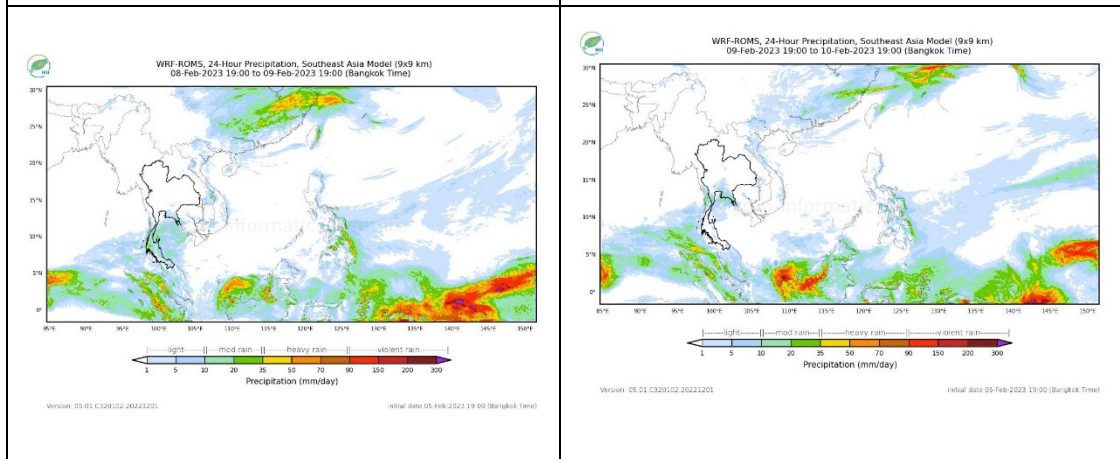 WRF-ROMS, 24-Hour Precipitation, Southeast Asia Model (9x9 km)
08-Feb-2023 19:00 to 09-Feb-2023 19:00 (Bangkok Time)
30°N
25°N
20°N
15°N
10°N
5°N
0°
85°E 90°E 95°E 100°E 105°E 110°E 115°E 120°E 125°E 130°E 135°E 140°E 145°E 150°E
|------light------||---mod.rain---||------heavy rain------||---------violent rain---------|
1 5 10 20 35 50 70 90 150 200 300
Precipitation (mm/day)
Version: 05.01.C320102.20221201 Initial date 05-Feb-2023 19:00 (Bangkok Time)
WRF-ROMS, 24-Hour Precipitation, Southeast Asia Model (9x9 km)
09-Feb-2023 19:00 to 10-Feb-2023 19:00 (Bangkok Time)
30°N
25°N
20°N
15°N
10°N
5°N
0°
85°E 90°E 95°E 100°E 105°E 110°E 115°E 120°E 125°E 130°E 135°E 140°E 145°E 150°E
|-------light-------||----mod.rain----||-------heavy rain-------||----------violent rain----------|
1 5 10 20 35 50 70 90 150 200 300
Precipitation (mm/day)
Version: 05.01.C320102.20221201 Initial date 05-Feb-2023 19:00 (Bangkok Time)